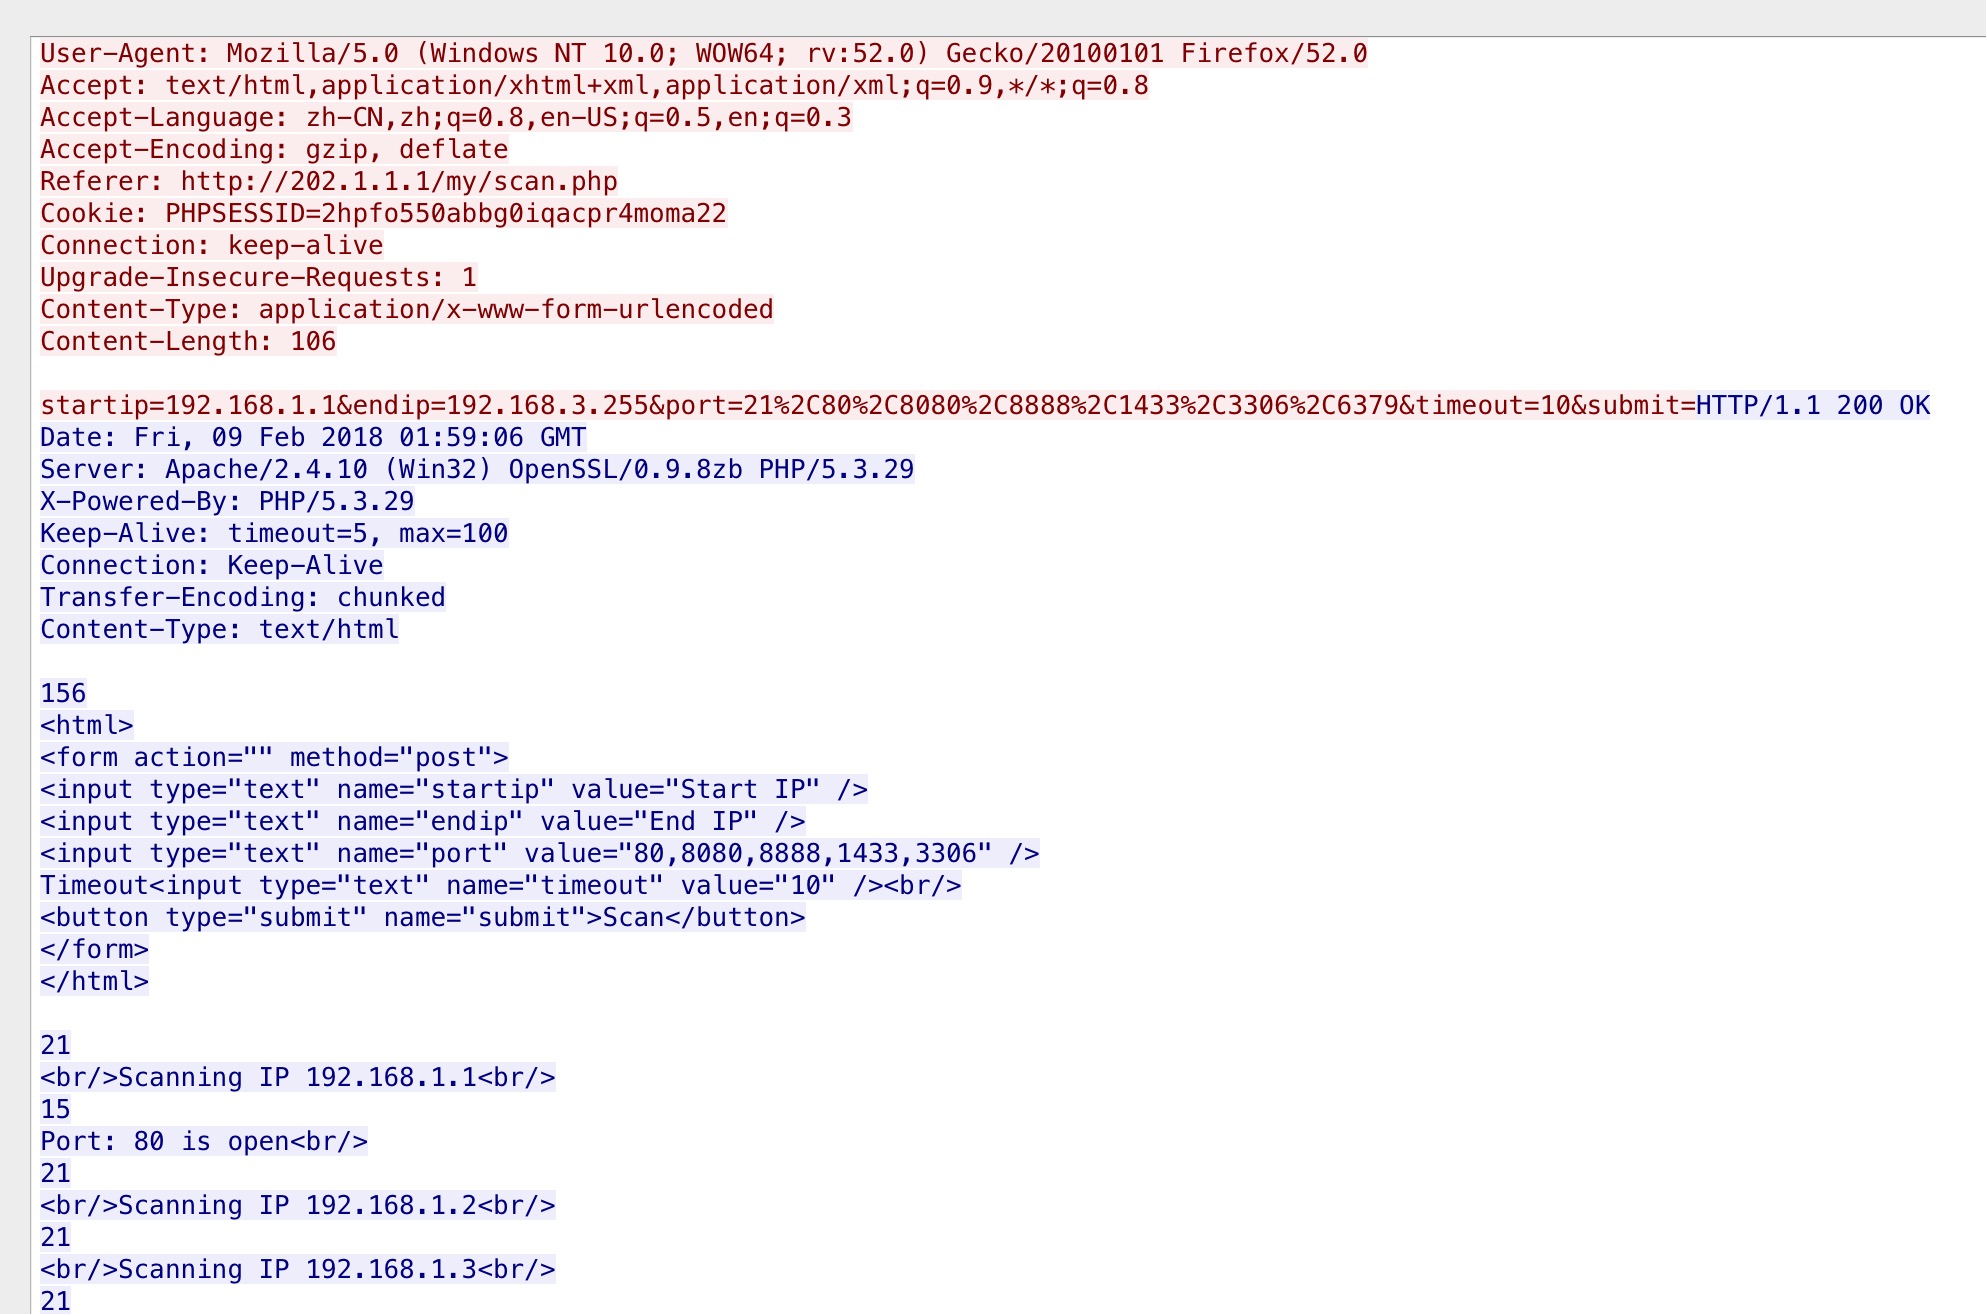 User-Agent: Mozilla/5.0 (Windows NT 10.0; WOW64; rv:52.0) Gecko/20100101 Firefox/52.0
Accept: text/html,application/xhtml+xml,application/xml;q=0.9,*/*;q=0.8
Accept-Language: zh-CN,zh;q=0.8,en-US;q=0.5,en;q=0.3
Accept-Encoding: gzip, deflate
Referer: http://202.1.1.1/my/scan.php
Cookie: PHPSESSID=2hpfo550abbg0iqacpr4moma22
Connection: keep-alive
Upgrade-Insecure-Requests: 1
Content-Type: application/x-www-form-urlencoded
Content-Length: 106
startip=192.168.1.1&endip=192.168.3.255&port=21%2C80%2C8080%2C8888%2C1433%2C3306%2C6379&timeout=10&submit=HTTP/1.1 200 OK
Date: Fri, 09 Feb 2018 01:59:06 GMT
Server: Apache/2.4.10 (Win32) OpenSSL/0.9.8zb PHP/5.3.29
X-Powered-By: PHP/5.3.29
Keep-Alive: timeout=5, max=100
Connection: Keep-Alive
Transfer-Encoding: chunked
Content-Type: text/html
156
<html>
<form action="" method="post">
<input type="text" name="startip" value="Start IP" />
<input type="text" name="endip" value="End IP" />
<input type="text" name="port" value="80,8080,8888,1433,3306" />
Timeout<input type="text" name="timeout" value="10" /><br/>
<button type="submit" name="submit">Scan</button>
</form>
</html>
21
<br/>Scanning IP 192.168.1.1<br/>
15
Port: 80 is open<br/>
21
<br/>Scanning IP 192.168.1.2<br/>
21
<br/>Scanning IP 192.168.1.3<br/>
21